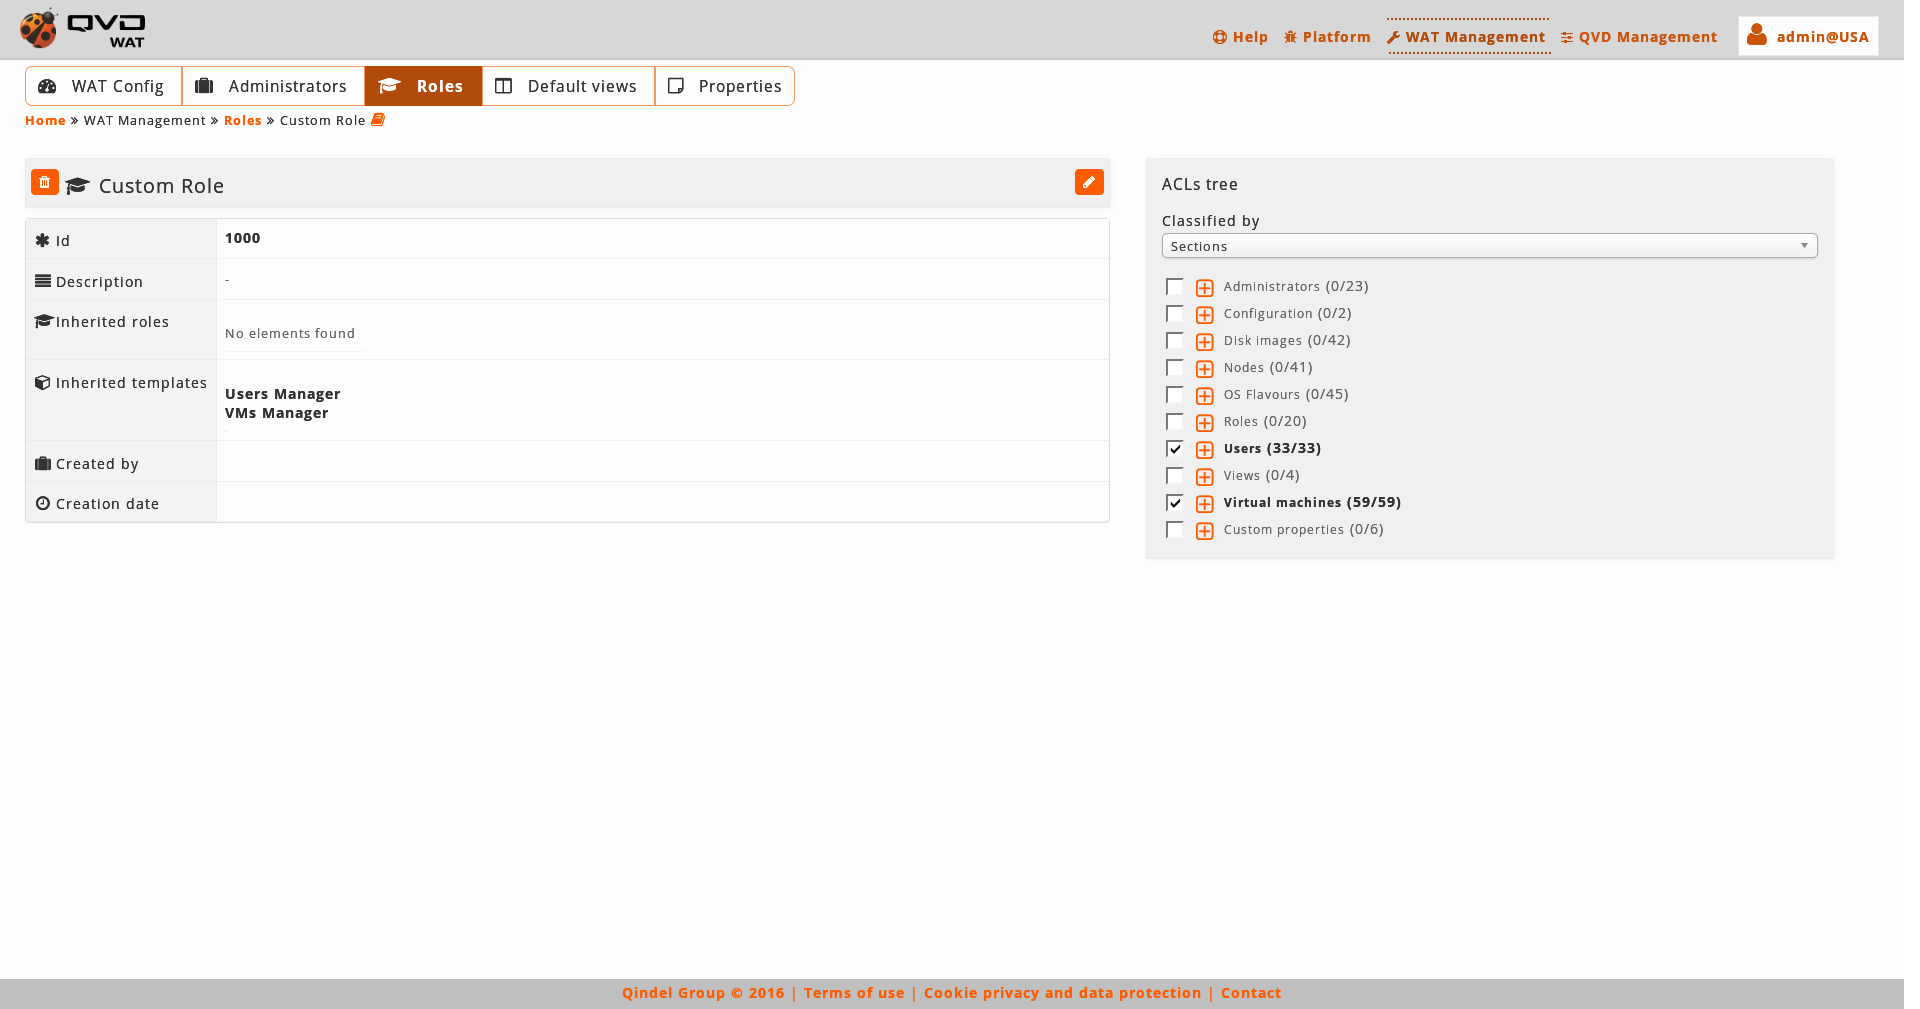 QVD
WAT
Help Platform WAT Management QVD Management admin@USA
WAT Config Administrators Roles Default views Properties
Home » WAT Management » Roles » Custom Role
Custom Role
Id 1000
Description -
Inherited roles
No elements found
Inherited templates
Users Manager
VMs Manager
Created by
Creation date
ACLs tree
Classified by
Sections
Administrators (0/23)
Configuration (0/2)
Disk images (0/42)
Nodes (0/41)
OS Flavours (0/45)
Roles (0/20)
Users (33/33)
Views (0/4)
Virtual machines (59/59)
Custom properties (0/6)
Qindel Group © 2016 | Terms of use | Cookie privacy and data protection | Contact